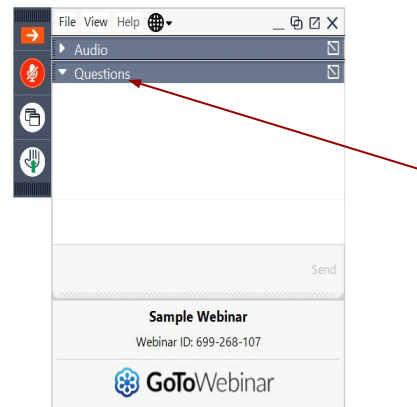 File View Help
Audio
Questions
Send
Sample Webinar
Webinar ID: 699-268-107
GoToWebinar